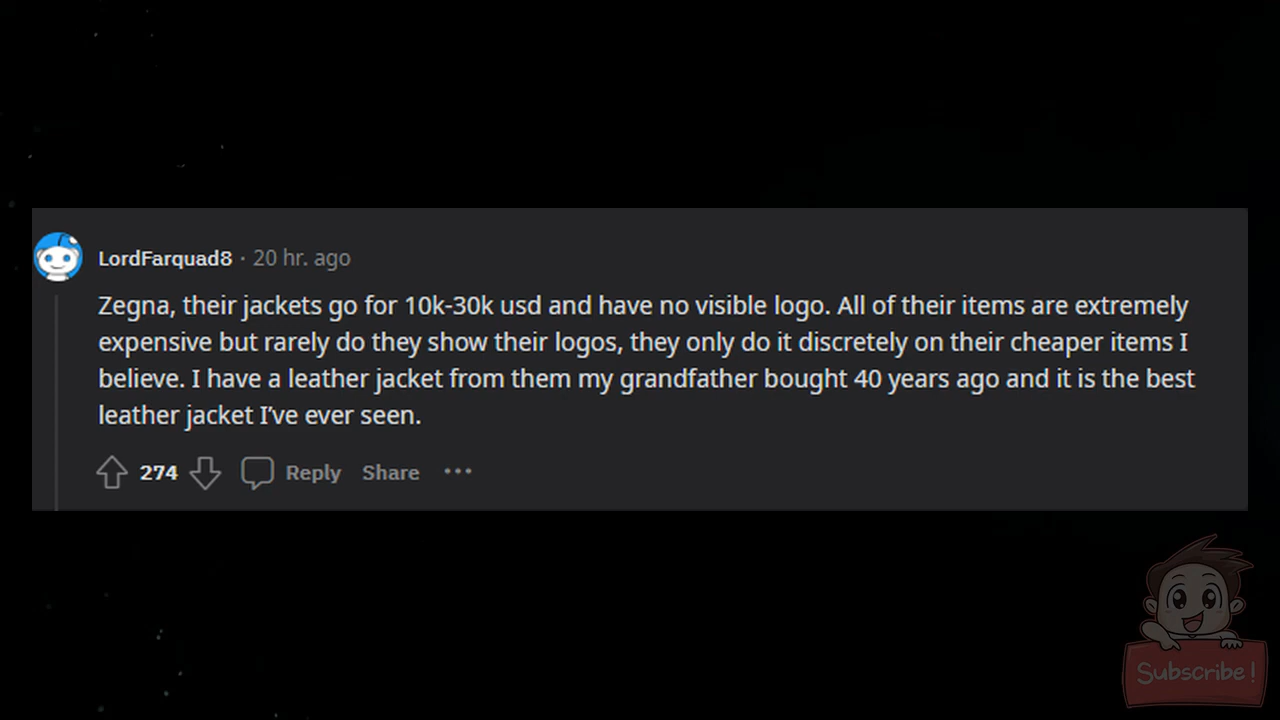 LordFarquad8 · 20 hr. ago
Zegna, their jackets go for 10k-30k usd and have no visible logo. All of their items are extremely
expensive but rarely do they show their logos, they only do it discretely on their cheaper items I
believe. I have a leather jacket from them my grandfather bought 40 years ago and it is the best
leather jacket I’ve ever seen.
274 Reply Share ···
Subscribe!